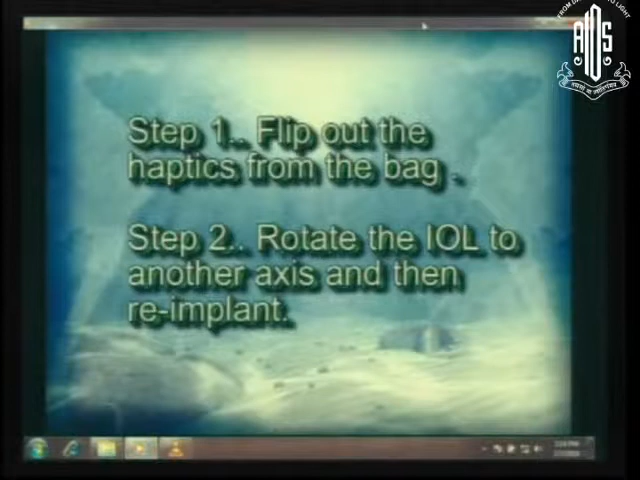 Step 1.. Flip out the
haptics from the bag .
Step 2.. Rotate the IOL to
another axis and then
re-implant.